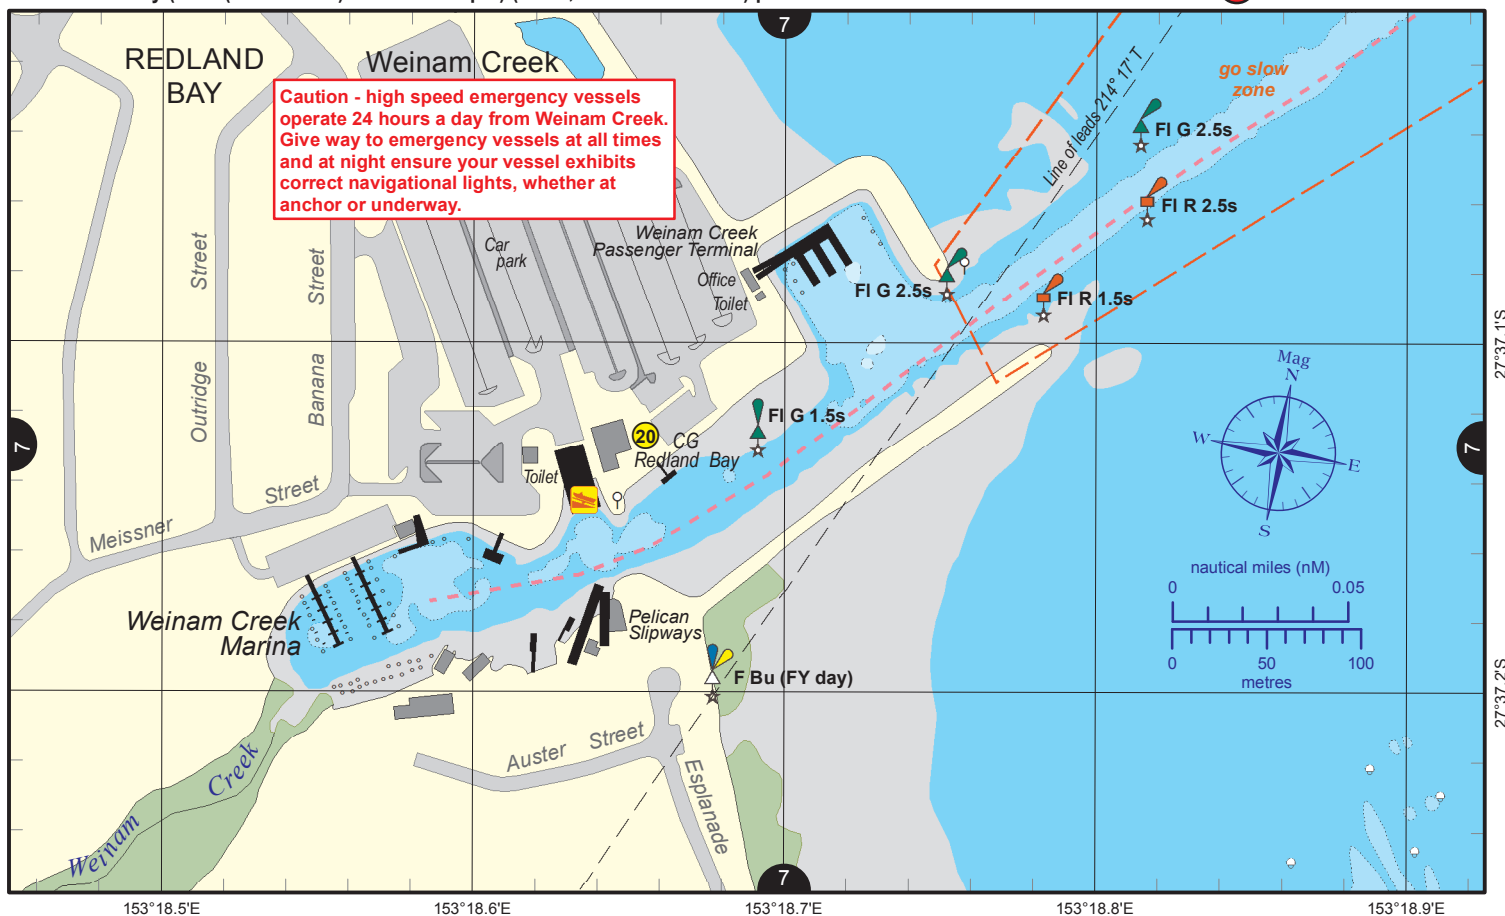 7
REDLAND
BAY
Weinam Creek
Caution - high speed emergency vessels
operate 24 hours a day from Weinam Creek.
Give way to emergency vessels at all times
and at night ensure your vessel exhibits
correct navigational lights, whether at
anchor or underway.
go slow
zone
Line of leads 214° 17' T
Fl G 2.5s
Fl R 2.5s
Street
Street
Car
park
Weinam Creek
Passenger Terminal
Office
Toilet
Fl G 2.5s
Fl R 1.5s
27°37.1'S
Outridge
Banana
Mag
N
W
E
S
Fl G 1.5s
20
CG
Redland Bay
7
7
Toilet
Street
Meissner
nautical miles (nM)
0
0.05
0
50
100
metres
Weinam Creek
Marina
Pelican
Slipways
F Bu (FY day)
27°37.2'S
Auster Street
Esplanade
Weinam Creek
7
153°18.5'E
153°18.6'E
153°18.7'E
153°18.8'E
153°18.9'E